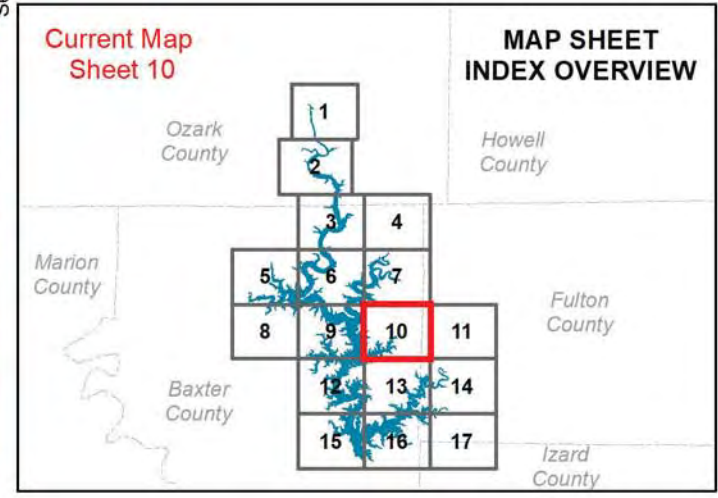 Current Map
Sheet 10
MAP SHEET
INDEX OVERVIEW
1
Ozark
County
Howell
County
2
3
4
Marion
County
5
6
7
Fulton
County
8
9
10
11
Baxter
County
12
13
14
15
16
17
Izard
County